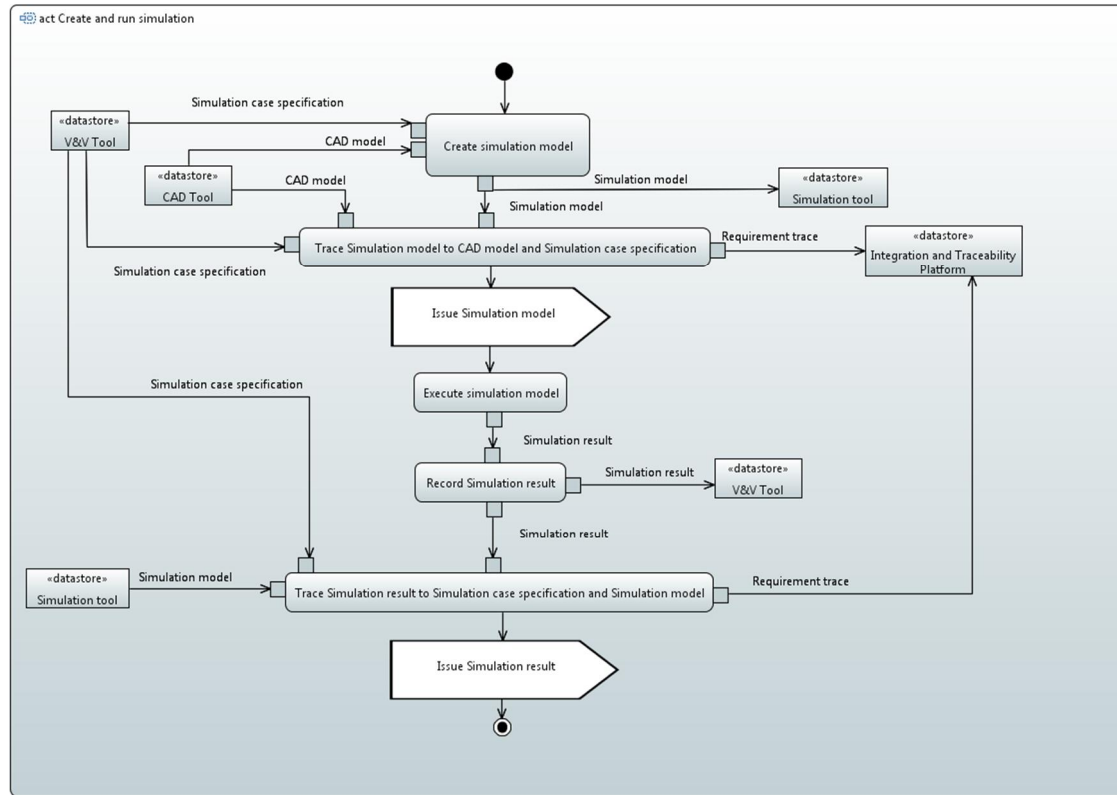 act Create and run simulation
Simulation case specification
«datastore»
V&V Tool
CAD model
Create simulation model
«datastore»
CAD Tool
CAD model
Simulation model
«datastore»
Simulation tool
Simulation model
Trace Simulation model to CAD model and Simulation case specification
Requirement trace
«datastore»
Integration and Traceability
Platform
Simulation case specification
Issue Simulation model
Simulation case specification
Execute simulation model
Simulation result
Record Simulation result
Simulation result
«datastore»
V&V Tool
Simulation result
«datastore»
Simulation tool
Simulation model
Trace Simulation result to Simulation case specification and Simulation model
Requirement trace
Issue Simulation result